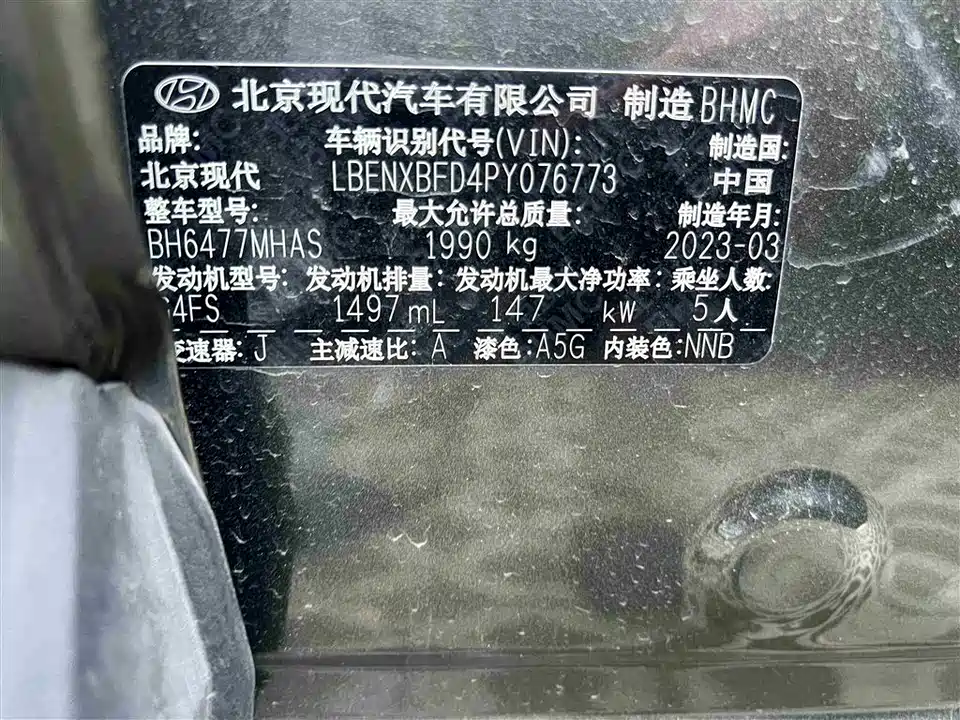 北京现代汽车有限公司 制造 BHMC
品牌: 车辆识别代号(VIN): 制造国:
北京现代 LBENXBFD4PY076773 中国
整车型号: 最大允许总质量: 制造年月:
BH6477MHAS 1990 kg 2023-03
发动机型号: 发动机排量: 发动机最大净功率: 乘坐人数:
G4FS 1497 mL 147 kW 5人
变速器: J 主减速比: A 漆色: A5G 内装色: NNB